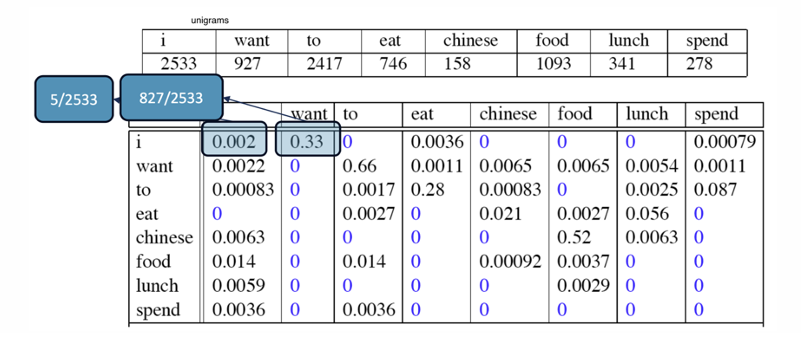 unigrams
i want to eat chinese food lunch spend
2533 927 2417 746 158 1093 341 278
5/2533 827/2533
want to eat chinese food lunch spend
i 0.002 0.33 0 0.0036 0 0 0 0.00079
want 0.0022 0 0.66 0.0011 0.0065 0.0065 0.0054 0.0011
to 0.00083 0 0.0017 0.28 0.00083 0 0.0025 0.087
eat 0 0 0.0027 0 0.021 0.0027 0.056 0
chinese 0.0063 0 0 0 0 0.52 0.0063 0
food 0.014 0 0.014 0 0.00092 0.0037 0 0
lunch 0.0059 0 0 0 0 0.0029 0 0
spend 0.0036 0 0.0036 0 0 0 0 0